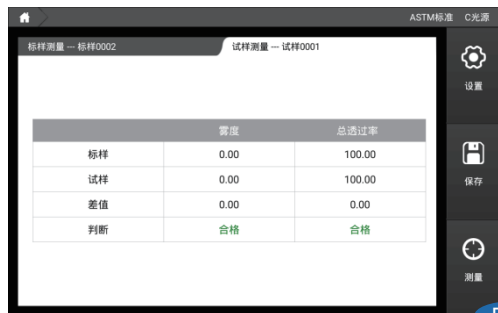 ASTM标准 C光源
标样测量 --- 标样0002 试样测量 --- 试样0001
设置
雾度 总透过率
标样 0.00 100.00
保存
试样 0.00 100.00
差值 0.00 0.00
判断 合格 合格
测量